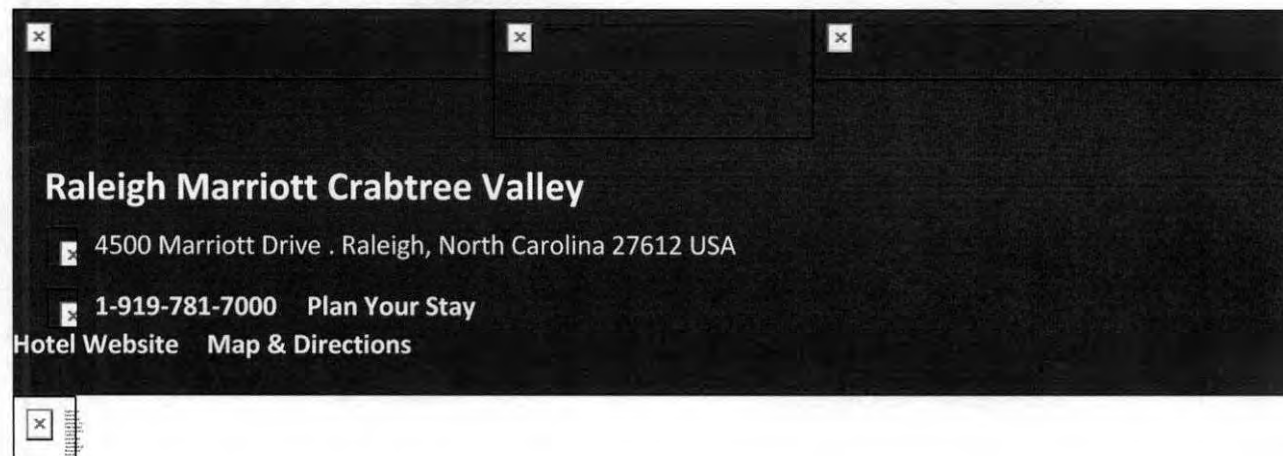 Raleigh Marriott Crabtree Valley
4500 Marriott Drive . Raleigh, North Carolina 27612 USA
1-919-781-7000 Plan Your Stay
Hotel Website Map & Directions